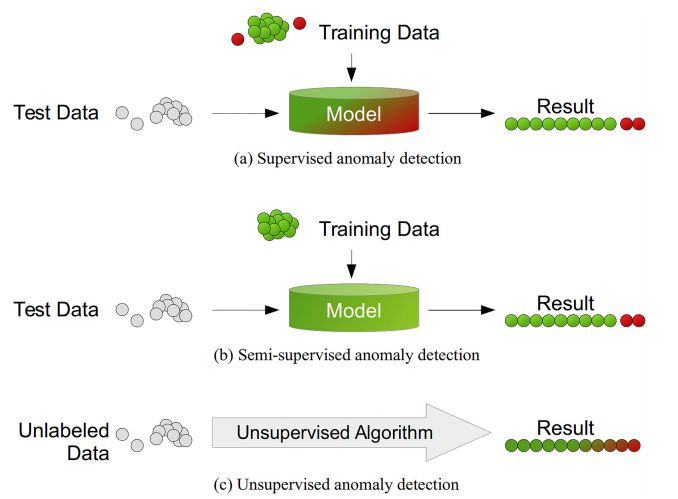 Training Data
Test Data
Model
Result
(a) Supervised anomaly detection
Training Data
Test Data
Model
Result
(b) Semi-supervised anomaly detection
Unlabeled
Data
Unsupervised Algorithm
Result
(c) Unsupervised anomaly detection